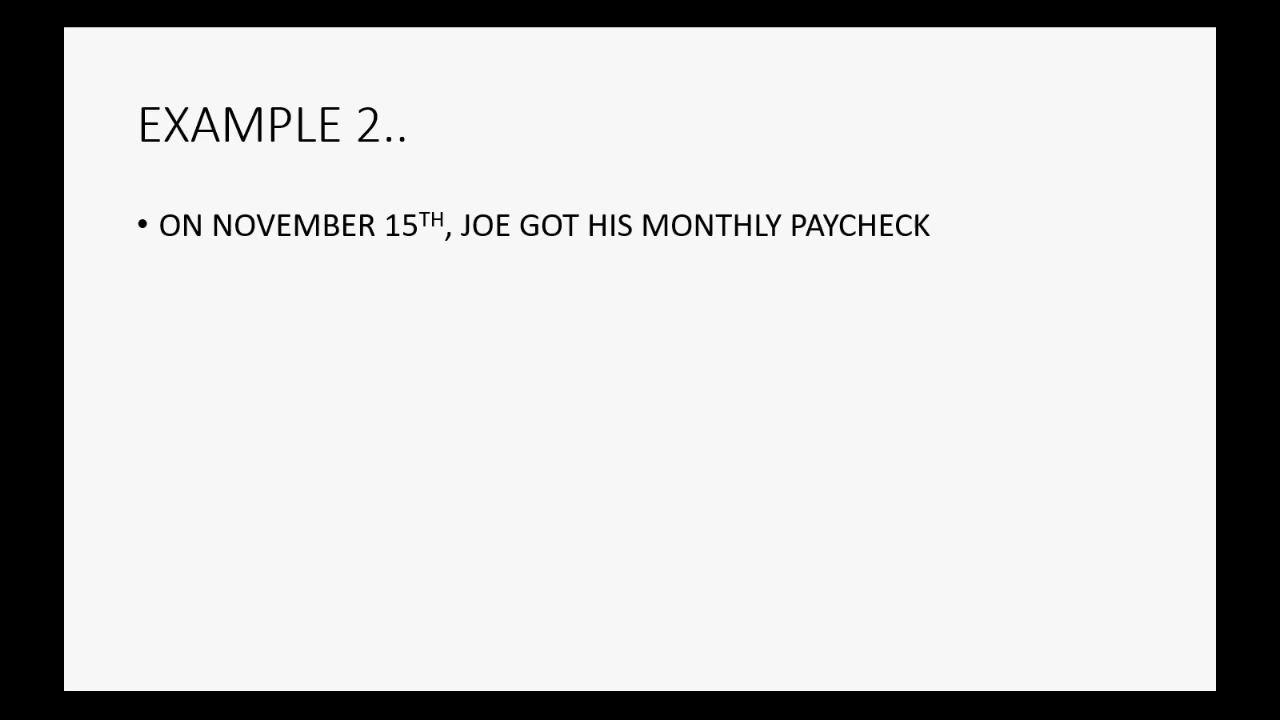 EXAMPLE 2..
• ON NOVEMBER 15TH, JOE GOT HIS MONTHLY PAYCHECK